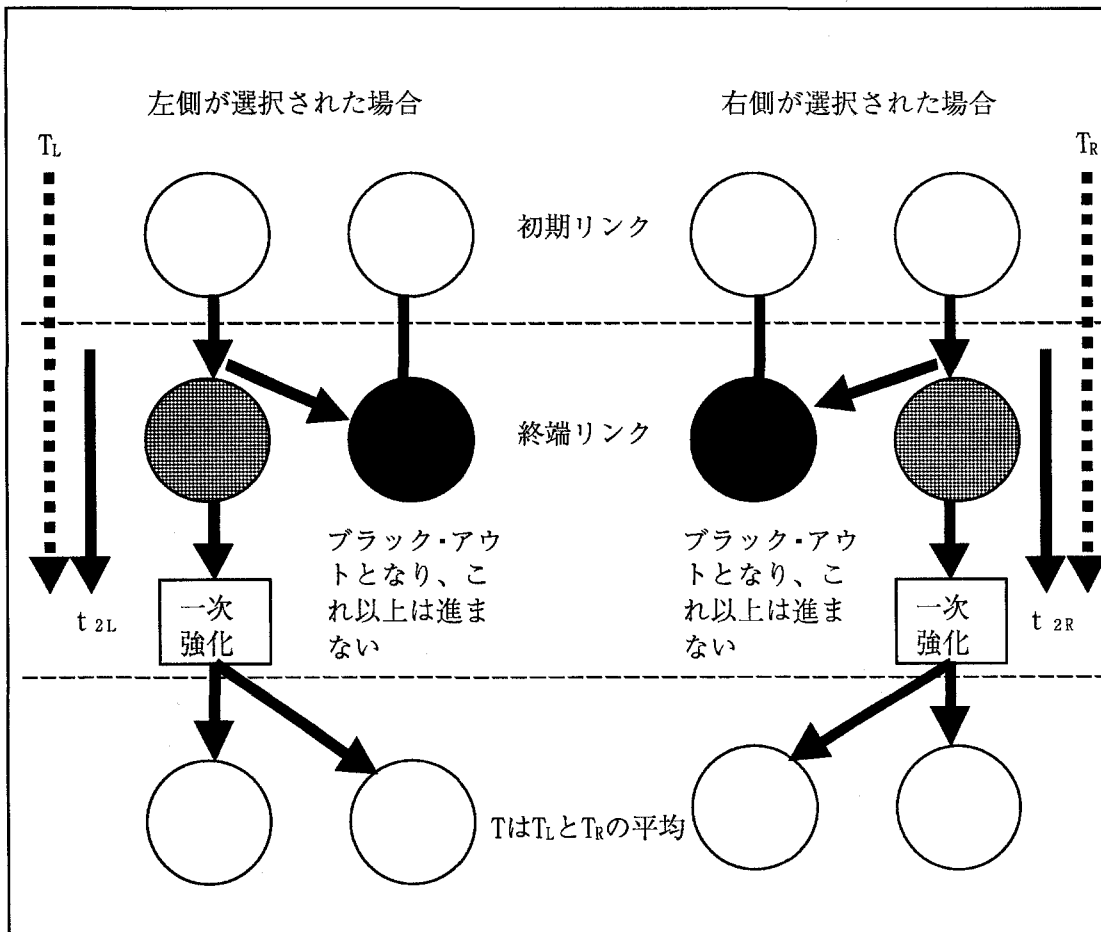 左側が選択された場合
右側が選択された場合
TL
TR
初期リンク
終端リンク
ブラック・アウ
トとなり、こ
れ以上は進ま
ない
ブラック・アウ
トとなり、こ
れ以上は進ま
ない
t 2L
一次
強化
一次
強化
t 2R
TはTLとTRの平均